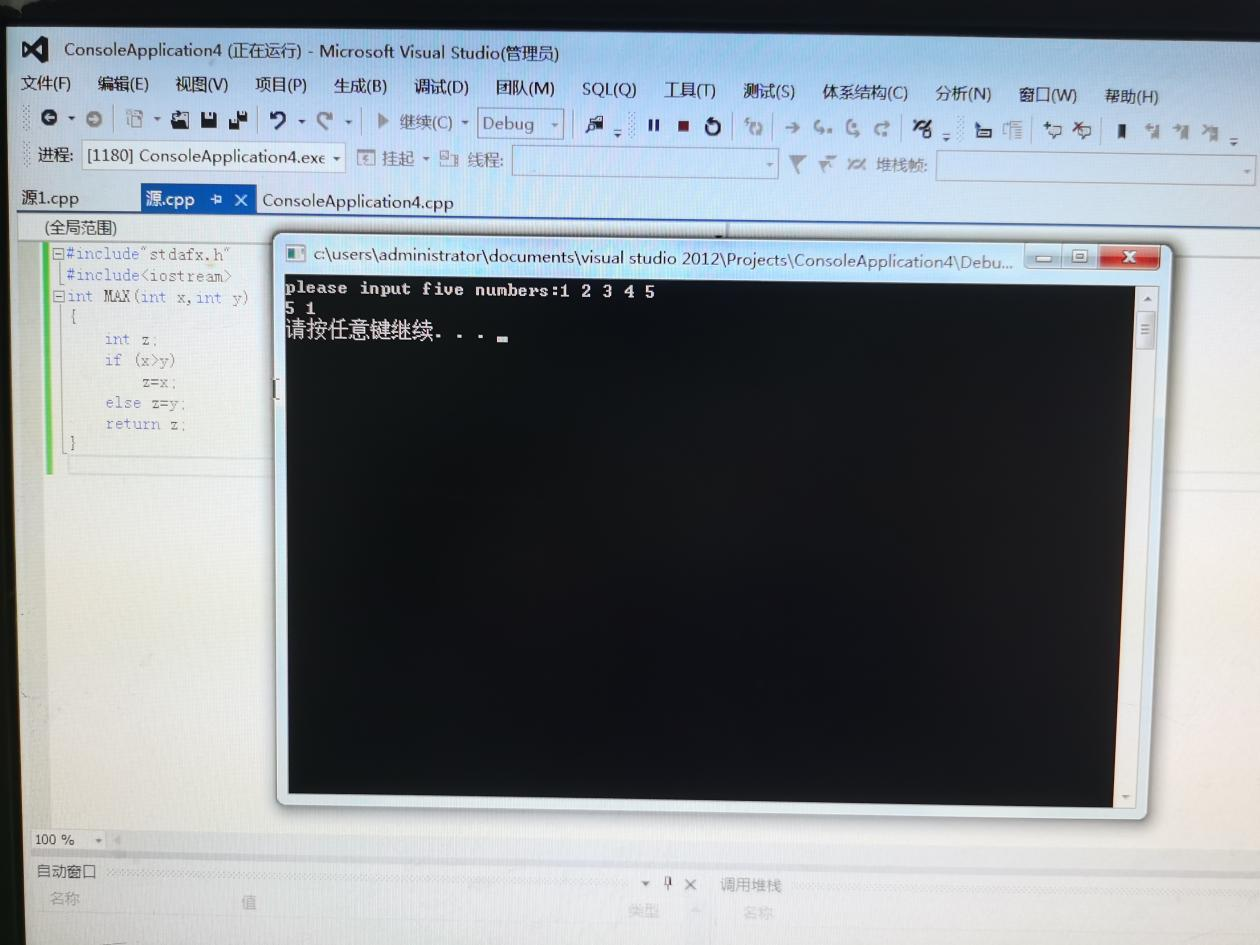 ConsoleApplication4 (正在运行) - Microsoft Visual Studio(管理员)
文件(F) 编辑(E) 视图(V) 项目(P) 生成(B) 调试(D) 团队(M) SQL(Q) 工具(T) 测试(S) 体系结构(C) 分析(N) 窗口(W) 帮助(H)
继续(C) Debug
进程: [1180] ConsoleApplication4.exe 挂起 线程: 堆栈帧:
源1.cpp 源.cpp ConsoleApplication4.cpp
(全局范围)
#include"stdafx.h"
#include<iostream>
int MAX(int x,int y)
{
int z;
if (x>y)
z=x;
else z=y;
return z;
}
c:\users\administrator\documents\visual studio 2012\Projects\ConsoleApplication4\Debu...
please input five numbers:1 2 3 4 5
5 1
请按任意键继续. . .
100 %
自动窗口 调用堆栈
名称 值 类型 名称